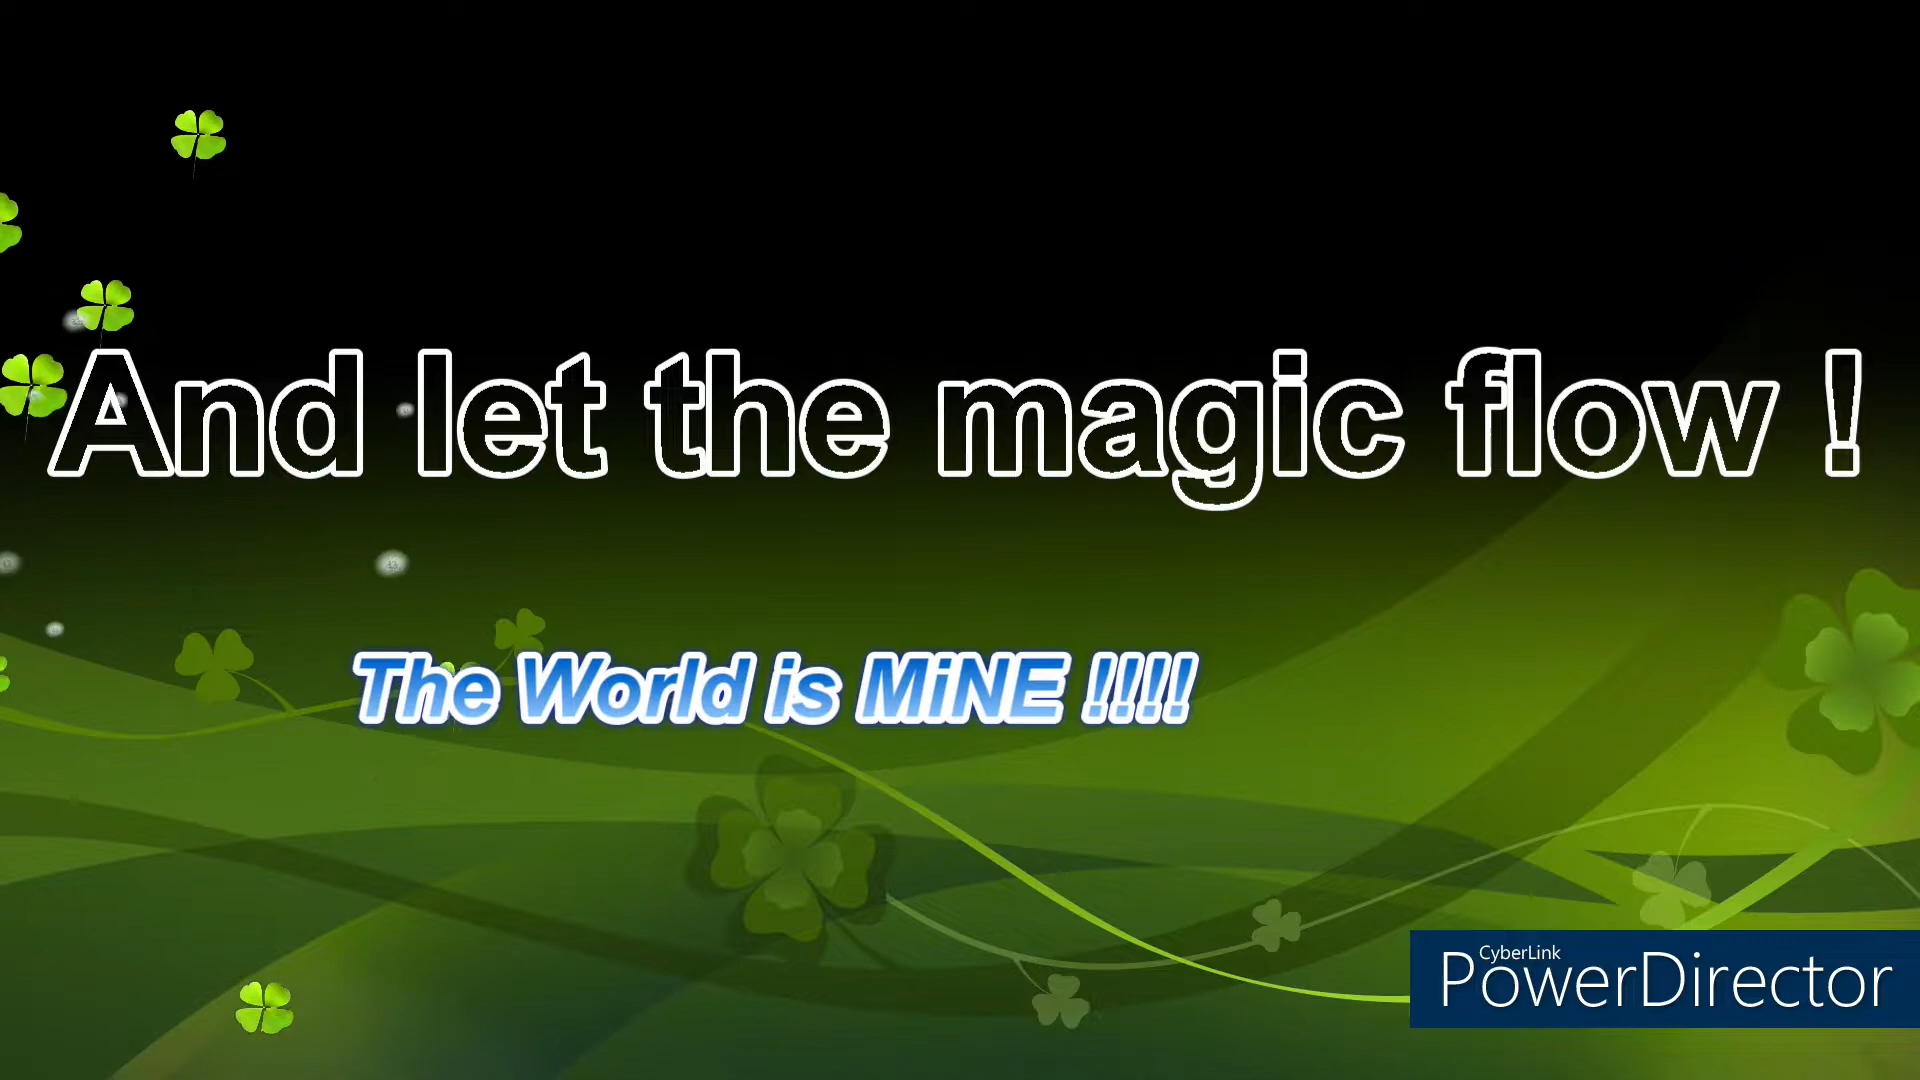 And let the magic flow !
The World is MiNE !!!!
CyberLink
PowerDirector